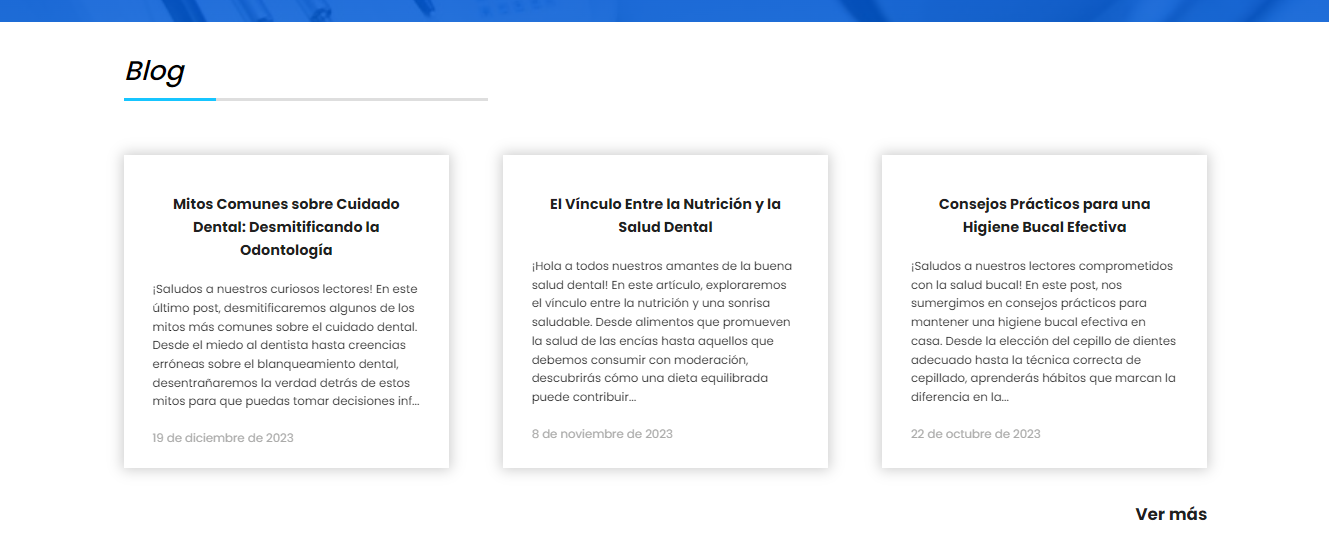 Blog
Mitos Comunes sobre Cuidado
Dental: Desmitificando la
Odontología
¡Saludos a nuestros curiosos lectores! En este
último post, desmitificaremos algunos de los
mitos más comunes sobre el cuidado dental.
Desde el miedo al dentista hasta creencias
erróneas sobre el blanqueamiento dental,
desentrañaremos la verdad detrás de estos
mitos para que puedas tomar decisiones inf...
19 de diciembre de 2023
El Vínculo Entre la Nutrición y la
Salud Dental
¡Hola a todos nuestros amantes de la buena
salud dental! En este artículo, exploraremos
el vínculo entre la nutrición y una sonrisa
saludable. Desde alimentos que promueven
la salud de las encías hasta aquellos que
debemos consumir con moderación,
descubrirás cómo una dieta equilibrada
puede contribuir...
8 de noviembre de 2023
Consejos Prácticos para una
Higiene Bucal Efectiva
¡Saludos a nuestros lectores comprometidos
con la salud bucal! En este post, nos
sumergimos en consejos prácticos para
mantener una higiene bucal efectiva en
casa. Desde la elección del cepillo de dientes
adecuado hasta la técnica correcta de
cepillado, aprenderás hábitos que marcan la
diferencia en la...
22 de octubre de 2023
Ver más